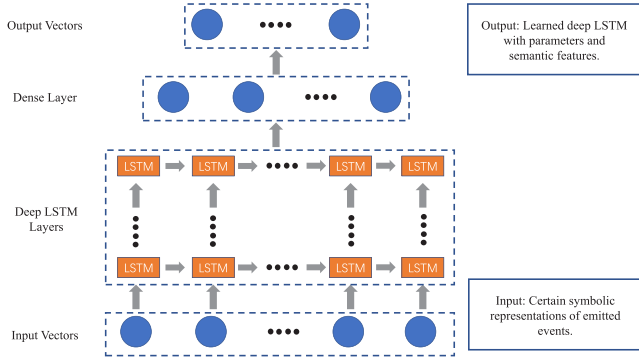 Output Vectors
Output: Learned deep LSTM
with parameters and
semantic features.
Dense Layer
LSTM LSTM LSTM LSTM
Deep LSTM
Layers
LSTM LSTM LSTM LSTM
Input: Certain symbolic
representations of emitted
events.
Input Vectors